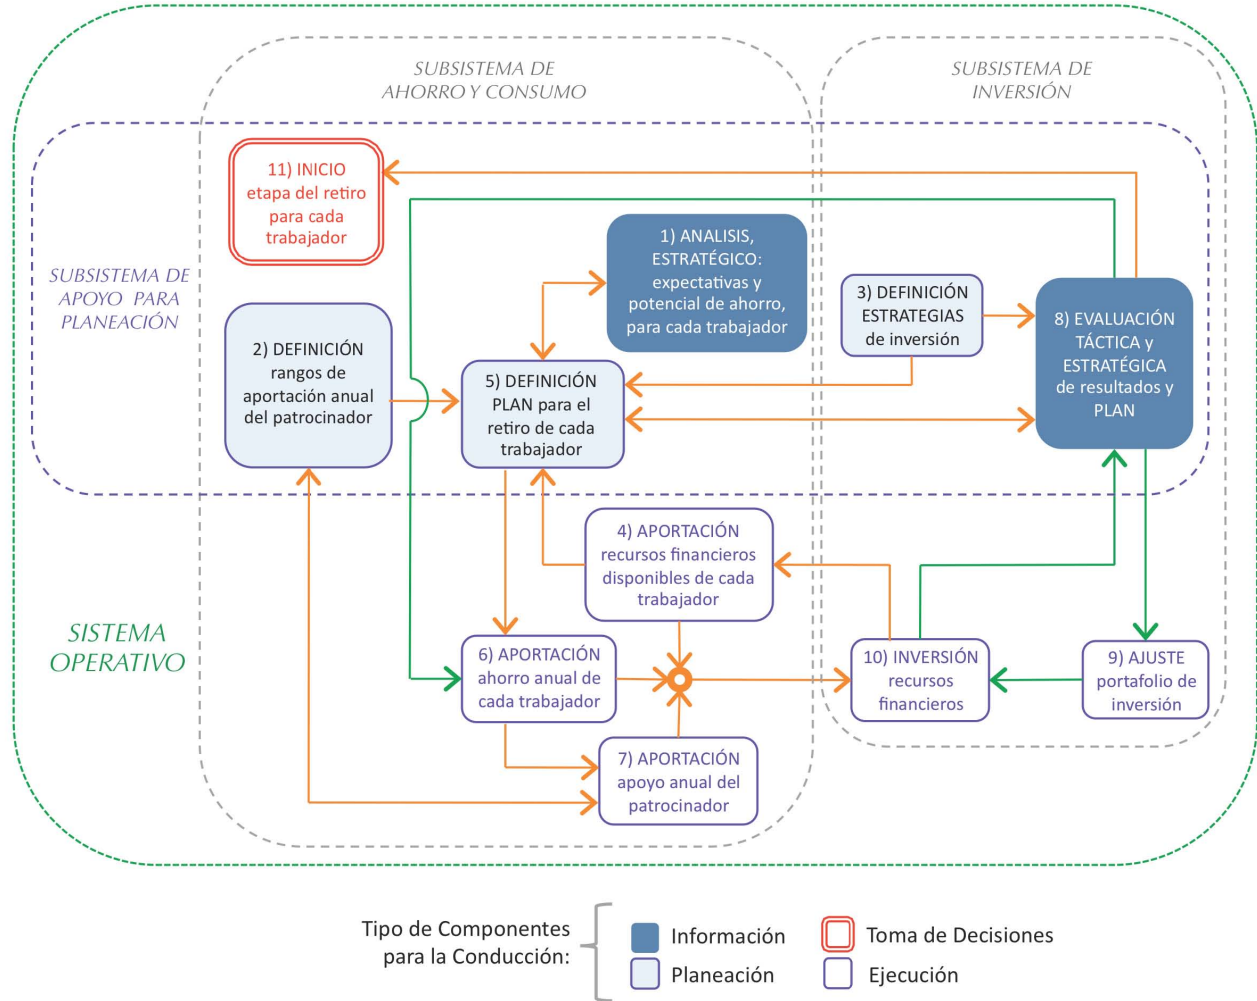 SUBSISTEMA DE
AHORRO Y CONSUMO
SUBSISTEMA DE
INVERSIÓN
11) INICIO
etapa del retiro
para cada
trabajador
1) ANALISIS,
ESTRATÉGICO:
expectativas y
potencial de ahorro,
para cada trabajador
SUBSISTEMA DE
APOYO PARA
PLANEACIÓN
3) DEFINICIÓN
ESTRATEGIAS
de inversión
8) EVALUACIÓN
TÁCTICA y
ESTRATÉGICA
de resultados y
PLAN
2) DEFINICIÓN
rangos de
aportación anual
del patrocinador
5) DEFINICIÓN
PLAN para el
retiro de cada
trabajador
4) APORTACIÓN
recursos financieros
disponibles de cada
trabajador
SISTEMA
OPERATIVO
6) APORTACIÓN
ahorro anual de
cada trabajador
10) INVERSIÓN
recursos
financieros
9) AJUSTE
portafolio de
inversión
7) APORTACIÓN
apoyo anual del
patrocinador
Tipo de Componentes
para la Conducción:
Información
Toma de Decisiones
Planeación
Ejecución